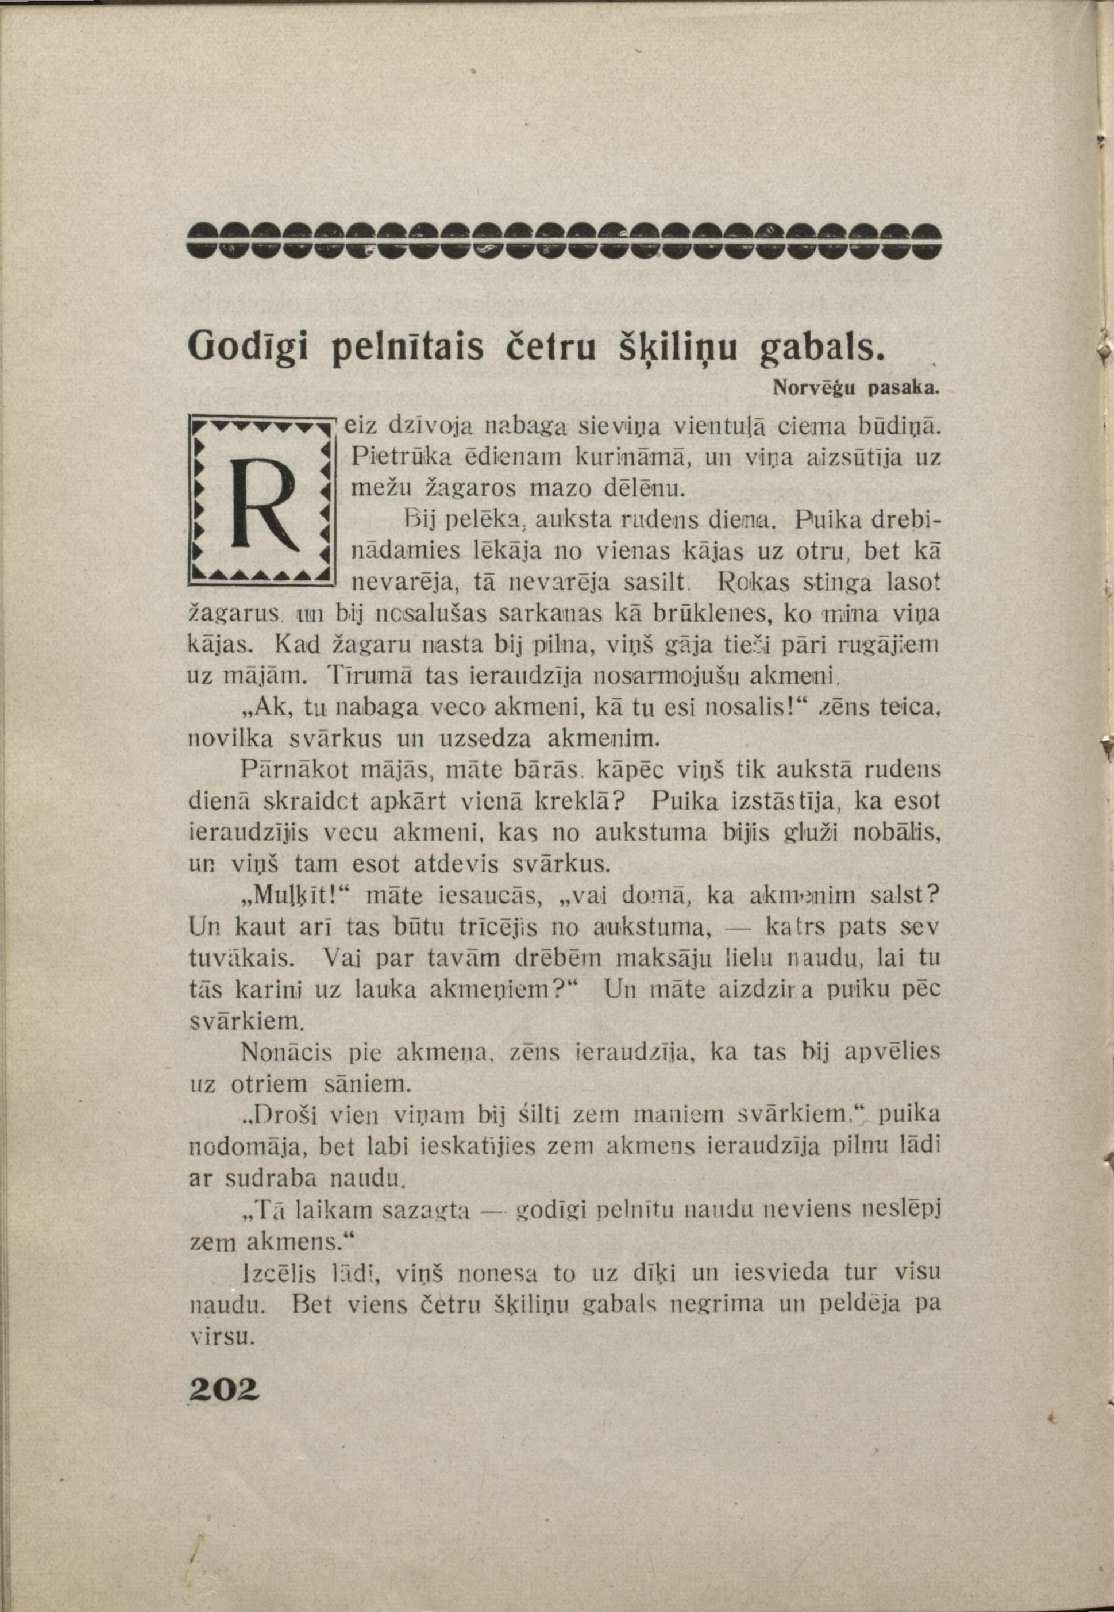 Godīgi pelnītais četru šķiliņu gabals.
Norvēģu pasaka.
Reiz dzīvoja nabaga sieviņa vientuļā ciema būdiņā.
Pietrūka ēdienam kurināmā, un viņa aizsūtīja uz
mežu žagaros mazo dēlēnu.
Bij pelēka, auksta rudens diena. Puika drebi-
nādamies lēkāja no vienas kājas uz otru, bet kā
nevarēja, tā nevarēja sasilt. Rokas stinga lasot
žagarus, un bij nosalušas sarkanas kā brūklenes, ko mina viņa
kājas. Kad žagaru nasta bij pilna, viņš gāja tieši pāri rugājiem
uz mājām. Tīrumā tas ieraudzīja nosarmojušu akmeni.
„Ak, tu nabaga veco akmeni, kā tu esi nosalis!“ zēns teica,
novilka svārkus un uzsedza akmenim.
Pārnākot mājās, māte bārās, kāpēc viņš tik aukstā rudens
dienā skraidot apkārt vienā kreklā? Puika izstāstīja, ka esot
ieraudzījis vecu akmeni, kas no aukstuma bijis gluži nobālis,
un viņš tam esot atdevis svārkus.
„Muļķīt!“ māte iesaucās, „vai domā, ka akmenim salst?
Un kaut arī tas būtu trīcējis no aukstuma, — katrs pats sev
tuvākais. Vai par tavām drēbēm maksāju lielu naudu, lai tu
tās karini uz lauka akmeņiem?“ Un māte aizdzina puiku pēc
svārkiem.
Nonācis pie akmeņa, zēns ieraudzīja, ka tas bij apvēlies
uz otriem sāniem.
„Droši vien viņam bij silti zem maniem svārkiem,“ puika
nodomāja, bet labi ieskatījies zem akmens ieraudzīja pilnu lādi
ar sudraba naudu.
„Tā laikam sazagta — godīgi pelnītu naudu neviens neslēpj
zem akmens.“
Izcēlis lādi, viņš nonesa to uz dīķi un iesvieda tur visu
naudu. Bet viens četru šķiliņu gabals negrima un peldēja pa
virsu.
202